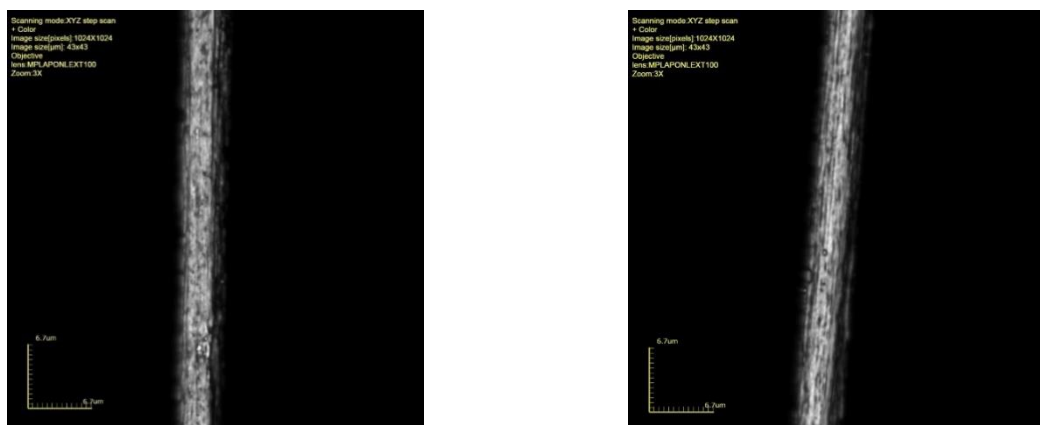 Scanning mode:XYZ step scan
+ Color
Image size[pixels]:1024X1024
Image size[µm]: 43x43
Objective
lens:MPLAPONLEXT100
Zoom:3X
6.7um
6.7um
Scanning mode:XYZ step scan
+ Color
Image size[pixels]:1024X1024
Image size[µm]: 43x43
Objective
lens:MPLAPONLEXT100
Zoom:3X
6.7um
6.7um